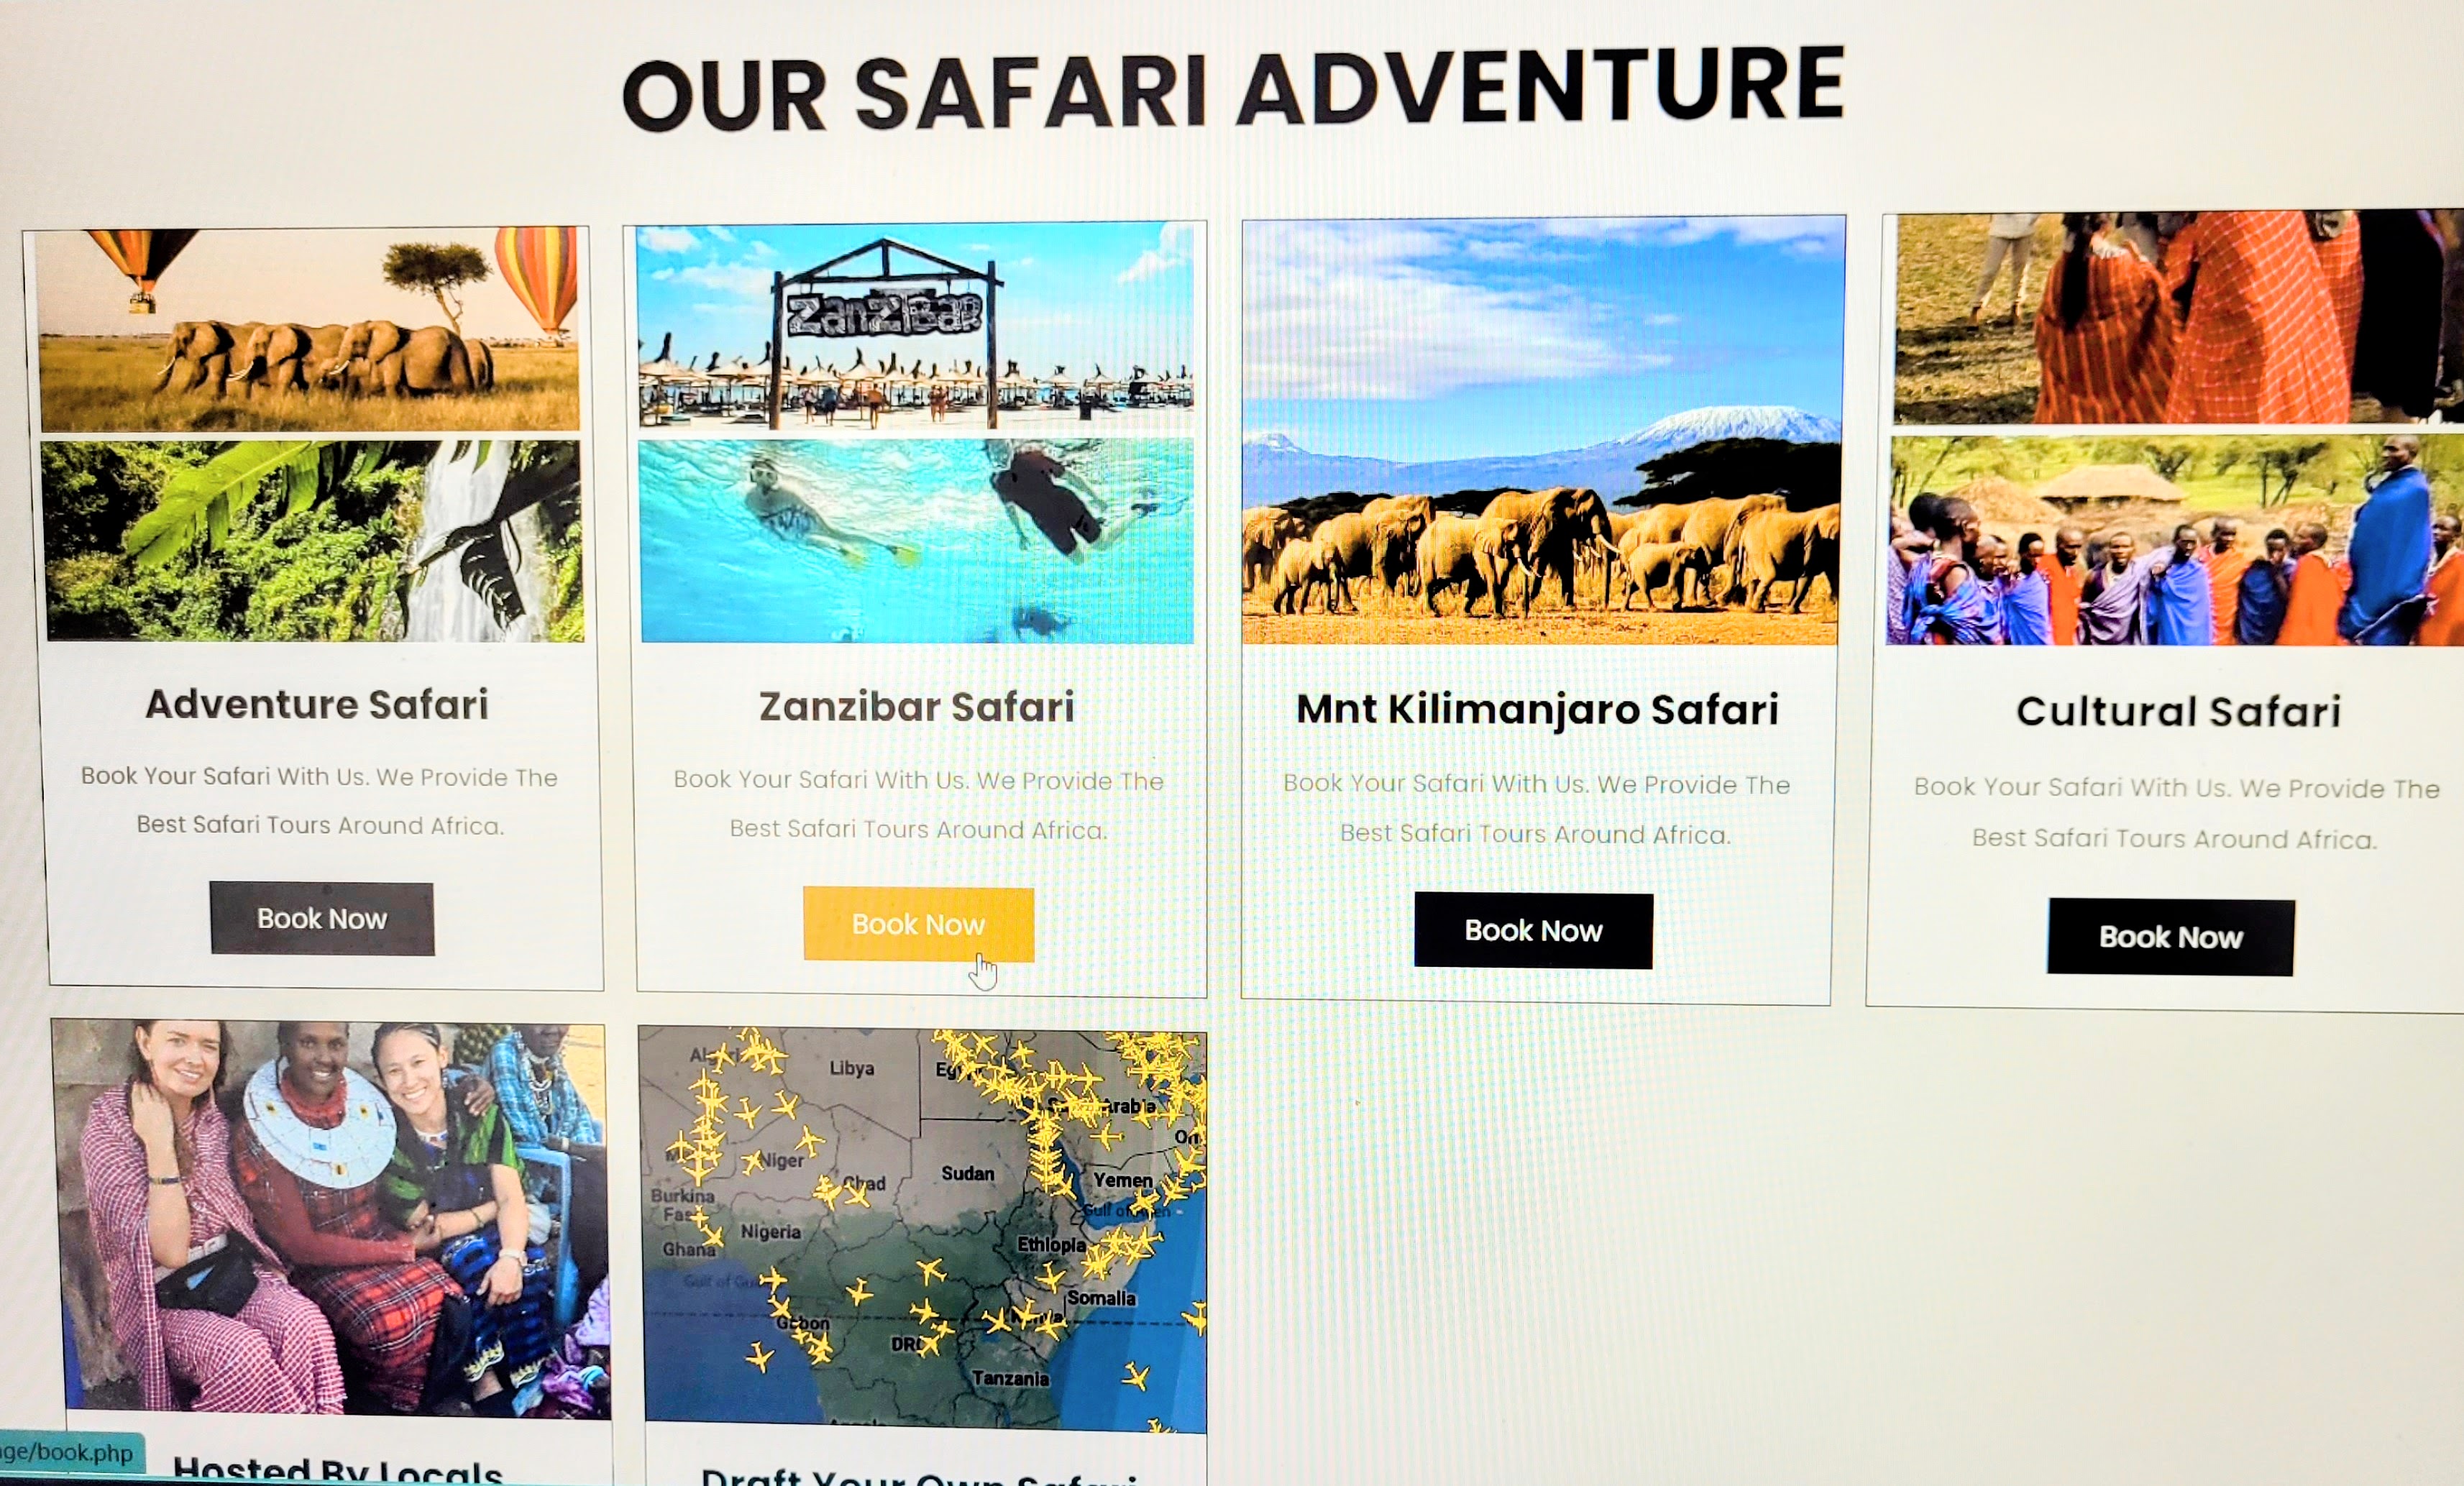 OUR SAFARI ADVENTURE
ZanZiBaR
Adventure Safari
Book Your Safari With Us. We Provide The
Best Safari Tours Around Africa.
Book Now
Zanzibar Safari
Book Your Safari With Us. We Provide The
Best Safari Tours Around Africa.
Book Now
Mnt Kilimanjaro Safari
Book Your Safari With Us. We Provide The
Best Safari Tours Around Africa.
Book Now
Cultural Safari
Book Your Safari With Us. We Provide The
Best Safari Tours Around Africa.
Book Now
Libya
Niger
Chad
Sudan
Yemen
Burkina
Nigeria
Ghana
Ethiopia
Gulf of
Somalia
Gabon
DRC
Tanzania
Hosted By Locals
Draft Your Own Safari
age/book.php